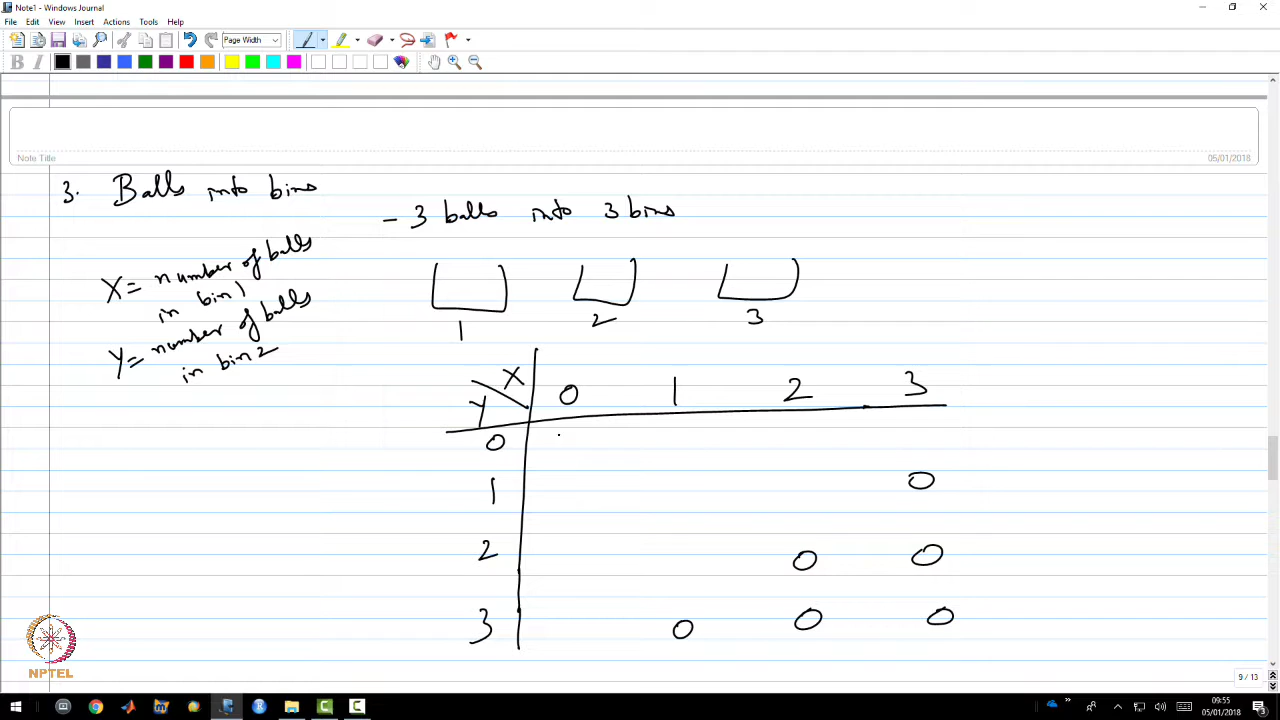 Note1 - Windows Journal
File Edit View Insert Actions Tools Help
Page Width
B I
Note Title
05/01/2018
3. Balls into bins
- 3 balls into 3 bins
X = number of balls
in bin 1
Y = number of balls
in bin 2
1 2 3
X
Y
0 1 2 3
0
1 0
2 0 0
3 0 0 0
NPTEL
9 / 13
09:55
05/01/2018
3